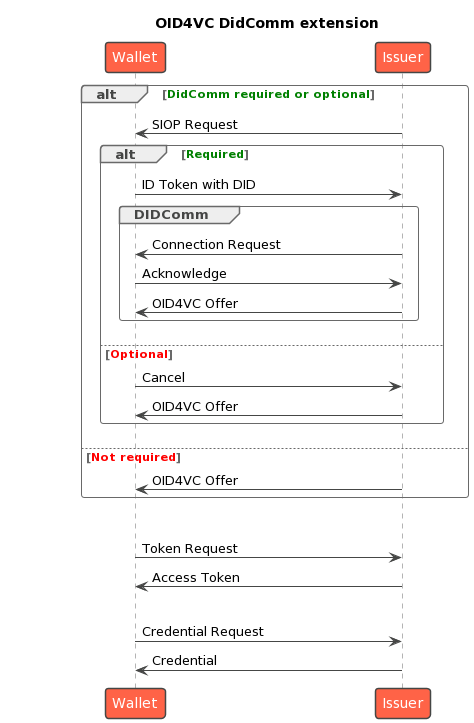 OID4VC DidComm extension
Wallet Issuer
alt [DidComm required or optional]
SIOP Request
alt [Required]
ID Token with DID
DIDComm
Connection Request
Acknowledge
OID4VC Offer
[Optional]
Cancel
OID4VC Offer
[Not required]
OID4VC Offer
Token Request
Access Token
Credential Request
Credential
Wallet Issuer